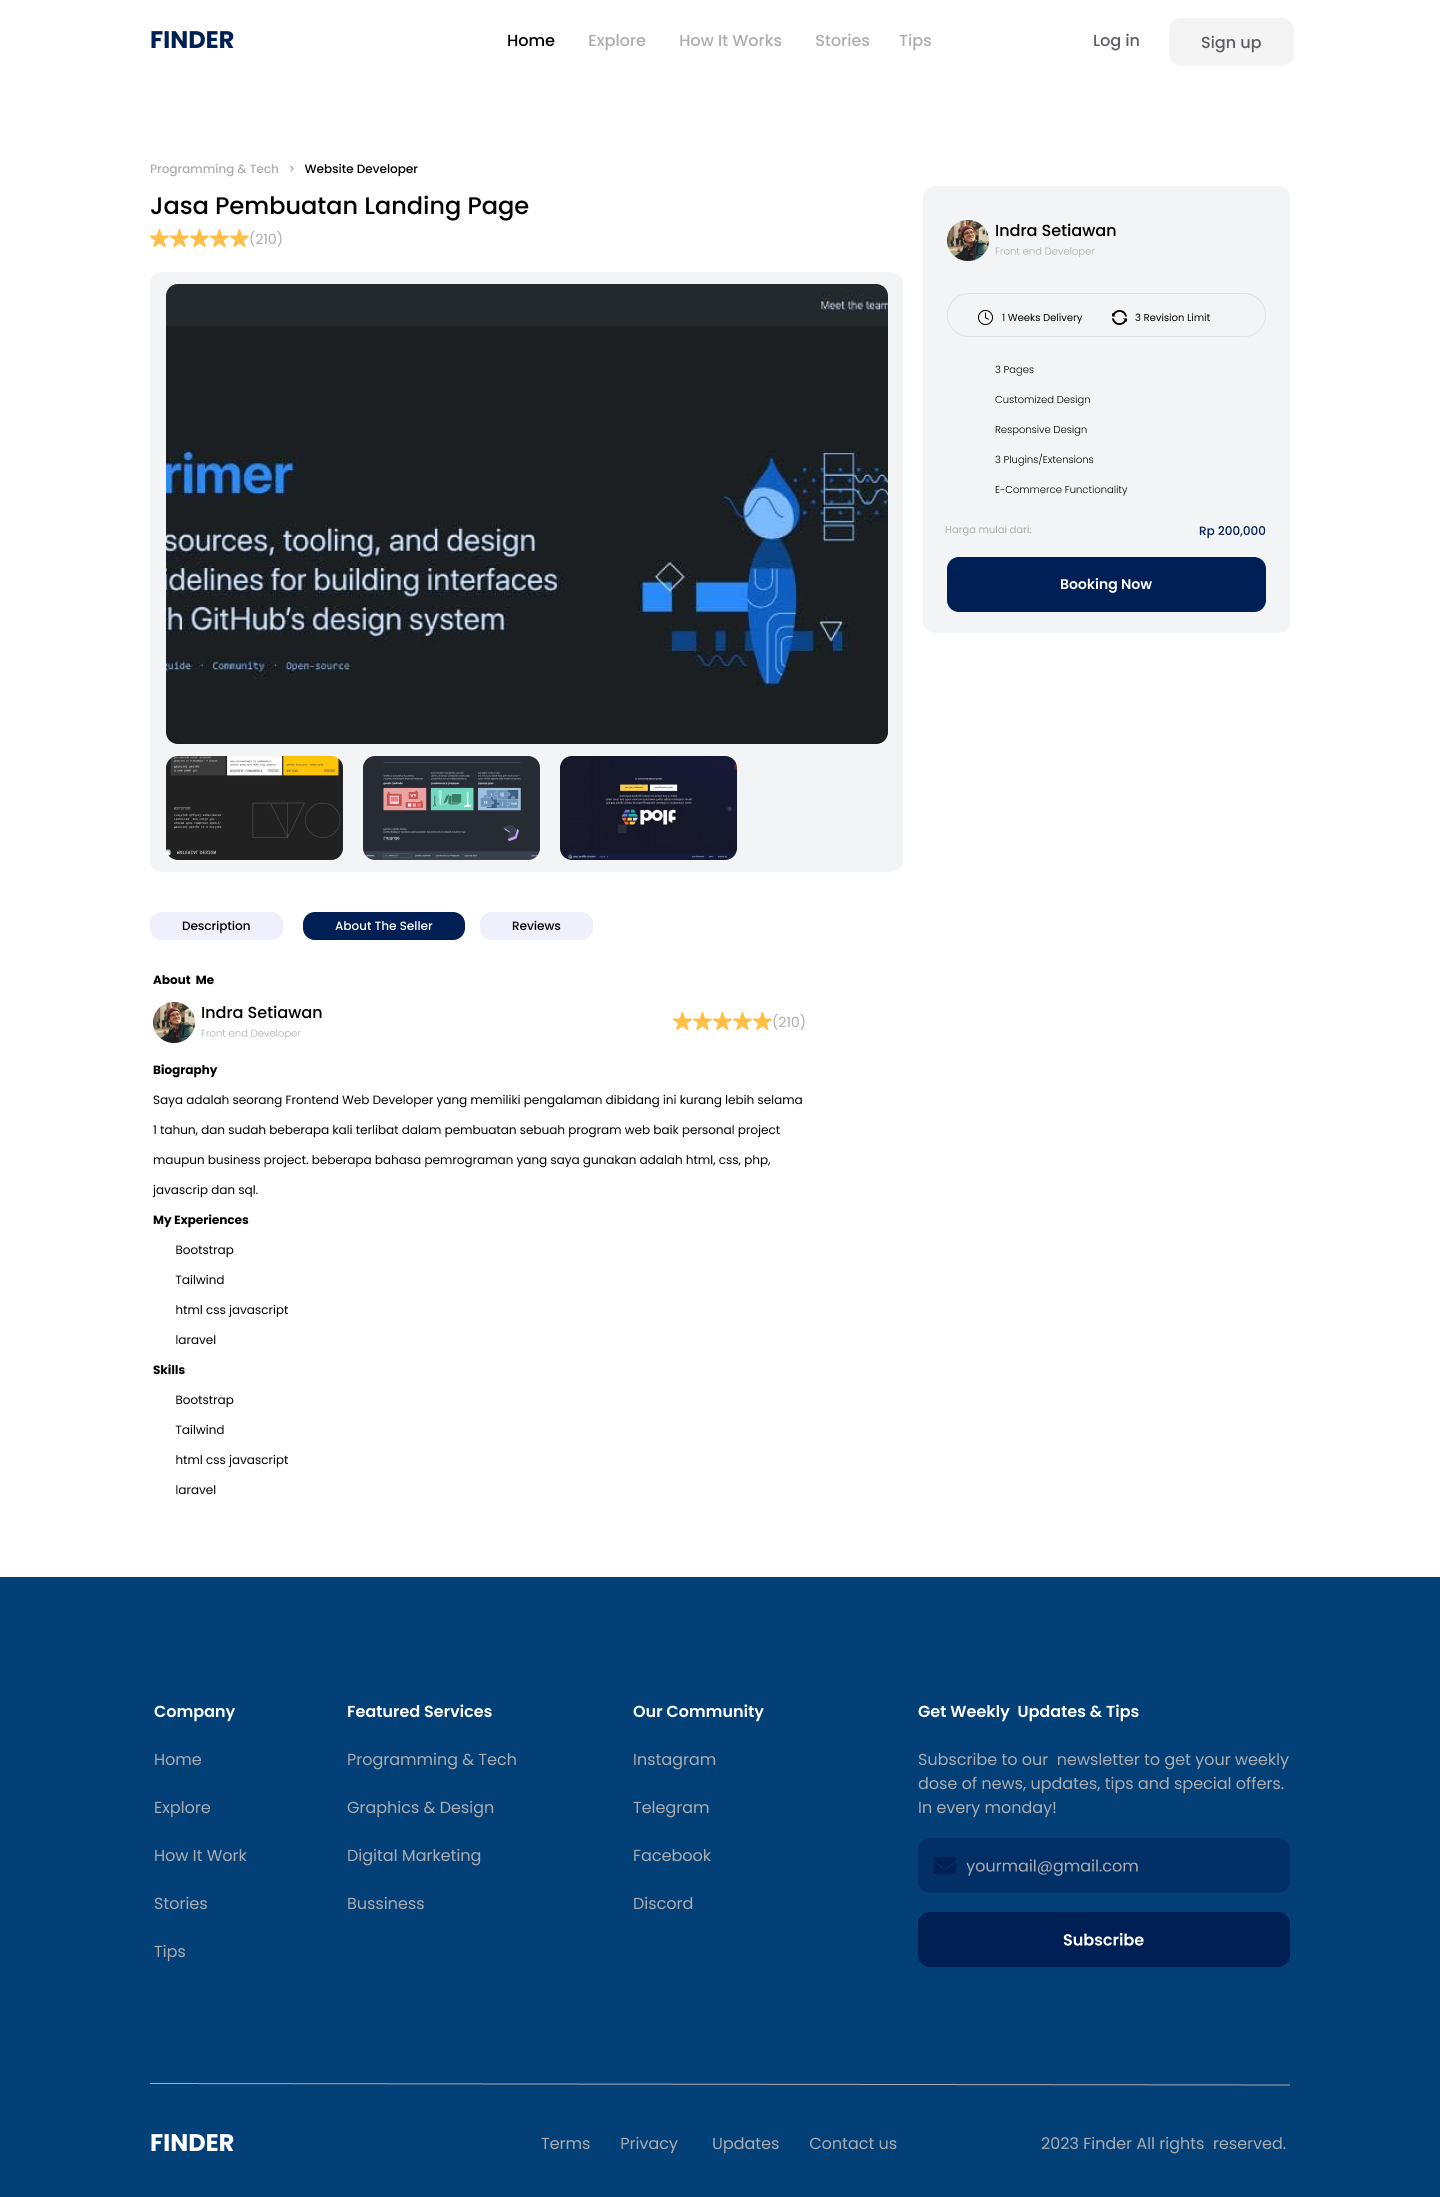 FINDER
Home Explore How It Works Stories Tips
Log in
Sign up
Programming & Tech > Website Developer
Jasa Pembuatan Landing Page
(210)
Meet the team
rimer
sources, tooling, and design
idelines for building interfaces
h GitHub’s design system
uide · Community · Open-source
polf
Indra Setiawan
Front end Developer
1 Weeks Delivery
3 Revision Limit
3 Pages
Customized Design
Responsive Design
3 Plugins/Extensions
E-Commerce Functionality
Harga mulai dari:
Rp 200,000
Booking Now
Description
About The Seller
Reviews
About Me
Indra Setiawan
Front end Developer
(210)
Biography
Saya adalah seorang Frontend Web Developer yang memiliki pengalaman dibidang ini kurang lebih selama
1 tahun, dan sudah beberapa kali terlibat dalam pembuatan sebuah program web baik personal project
maupun business project. beberapa bahasa pemrograman yang saya gunakan adalah html, css, php,
javascrip dan sql.
My Experiences
Bootstrap
Tailwind
html css javascript
laravel
Skills
Bootstrap
Tailwind
html css javascript
laravel
Company
Home
Explore
How It Work
Stories
Tips
Featured Services
Programming & Tech
Graphics & Design
Digital Marketing
Bussiness
Our Community
Instagram
Telegram
Facebook
Discord
Get Weekly Updates & Tips
Subscribe to our newsletter to get your weekly
dose of news, updates, tips and special offers.
In every monday!
yourmail@gmail.com
Subscribe
FINDER
Terms Privacy Updates Contact us
2023 Finder All rights reserved.